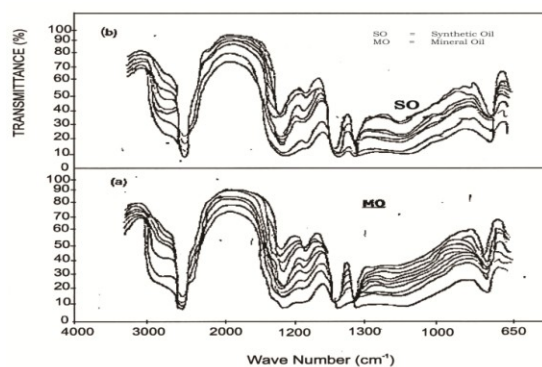 (b)
SO = Synthetic Oil
MO = Mineral Oil
TRANSMITTANCE (%)
100
90
80
70
60
50
40
30
20
10
0
SO
(a)
MO
100
90
80
70
60
50
40
30
20
10
0
4000 3000 2000 1200 1300 1000 650
Wave Number (cm⁻¹)